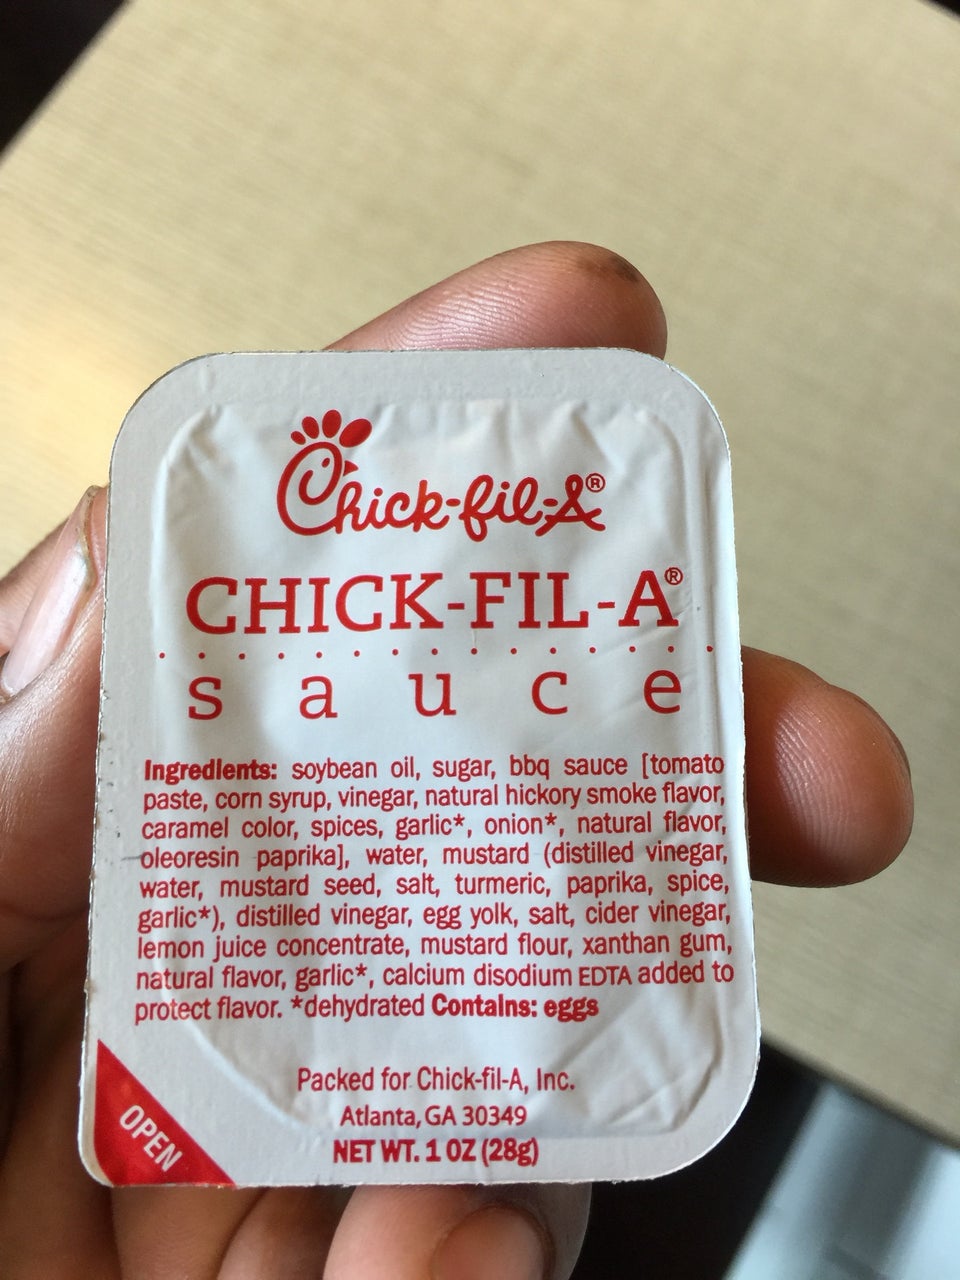 Chick-fil-A®
CHICK-FIL-A®
sauce
Ingredients: soybean oil, sugar, bbq sauce [tomato
paste, corn syrup, vinegar, natural hickory smoke flavor,
caramel color, spices, garlic*, onion*, natural flavor,
oleoresin paprika], water, mustard (distilled vinegar,
water, mustard seed, salt, turmeric, paprika, spice,
garlic*), distilled vinegar, egg yolk, salt, cider vinegar,
lemon juice concentrate, mustard flour, xanthan gum,
natural flavor, garlic*, calcium disodium EDTA added to
protect flavor. *dehydrated Contains: eggs
Packed for Chick-fil-A, Inc.
Atlanta, GA 30349
NET WT. 1 OZ (28g)
OPEN